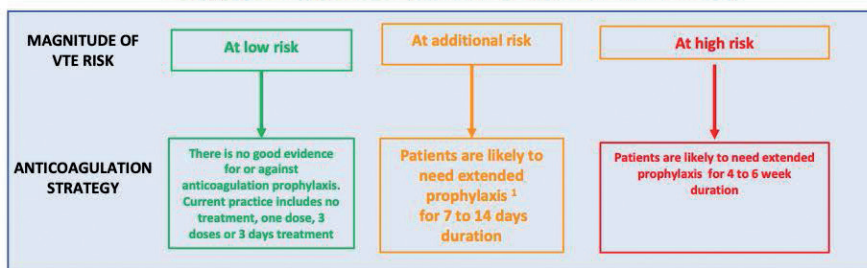 MAGNITUDE OF
VTE RISK
At low risk
At additional risk
At high risk
ANTICOAGULATION
STRATEGY
There is no good evidence
for or against
anticoagulation prophylaxis.
Current practice includes no
treatment, one dose, 3
doses or 3 days treatment
Patients are likely to
need extended
prophylaxis ¹
for 7 to 14 days
duration
Patients are likely to need extended
prophylaxis for 4 to 6 week
duration